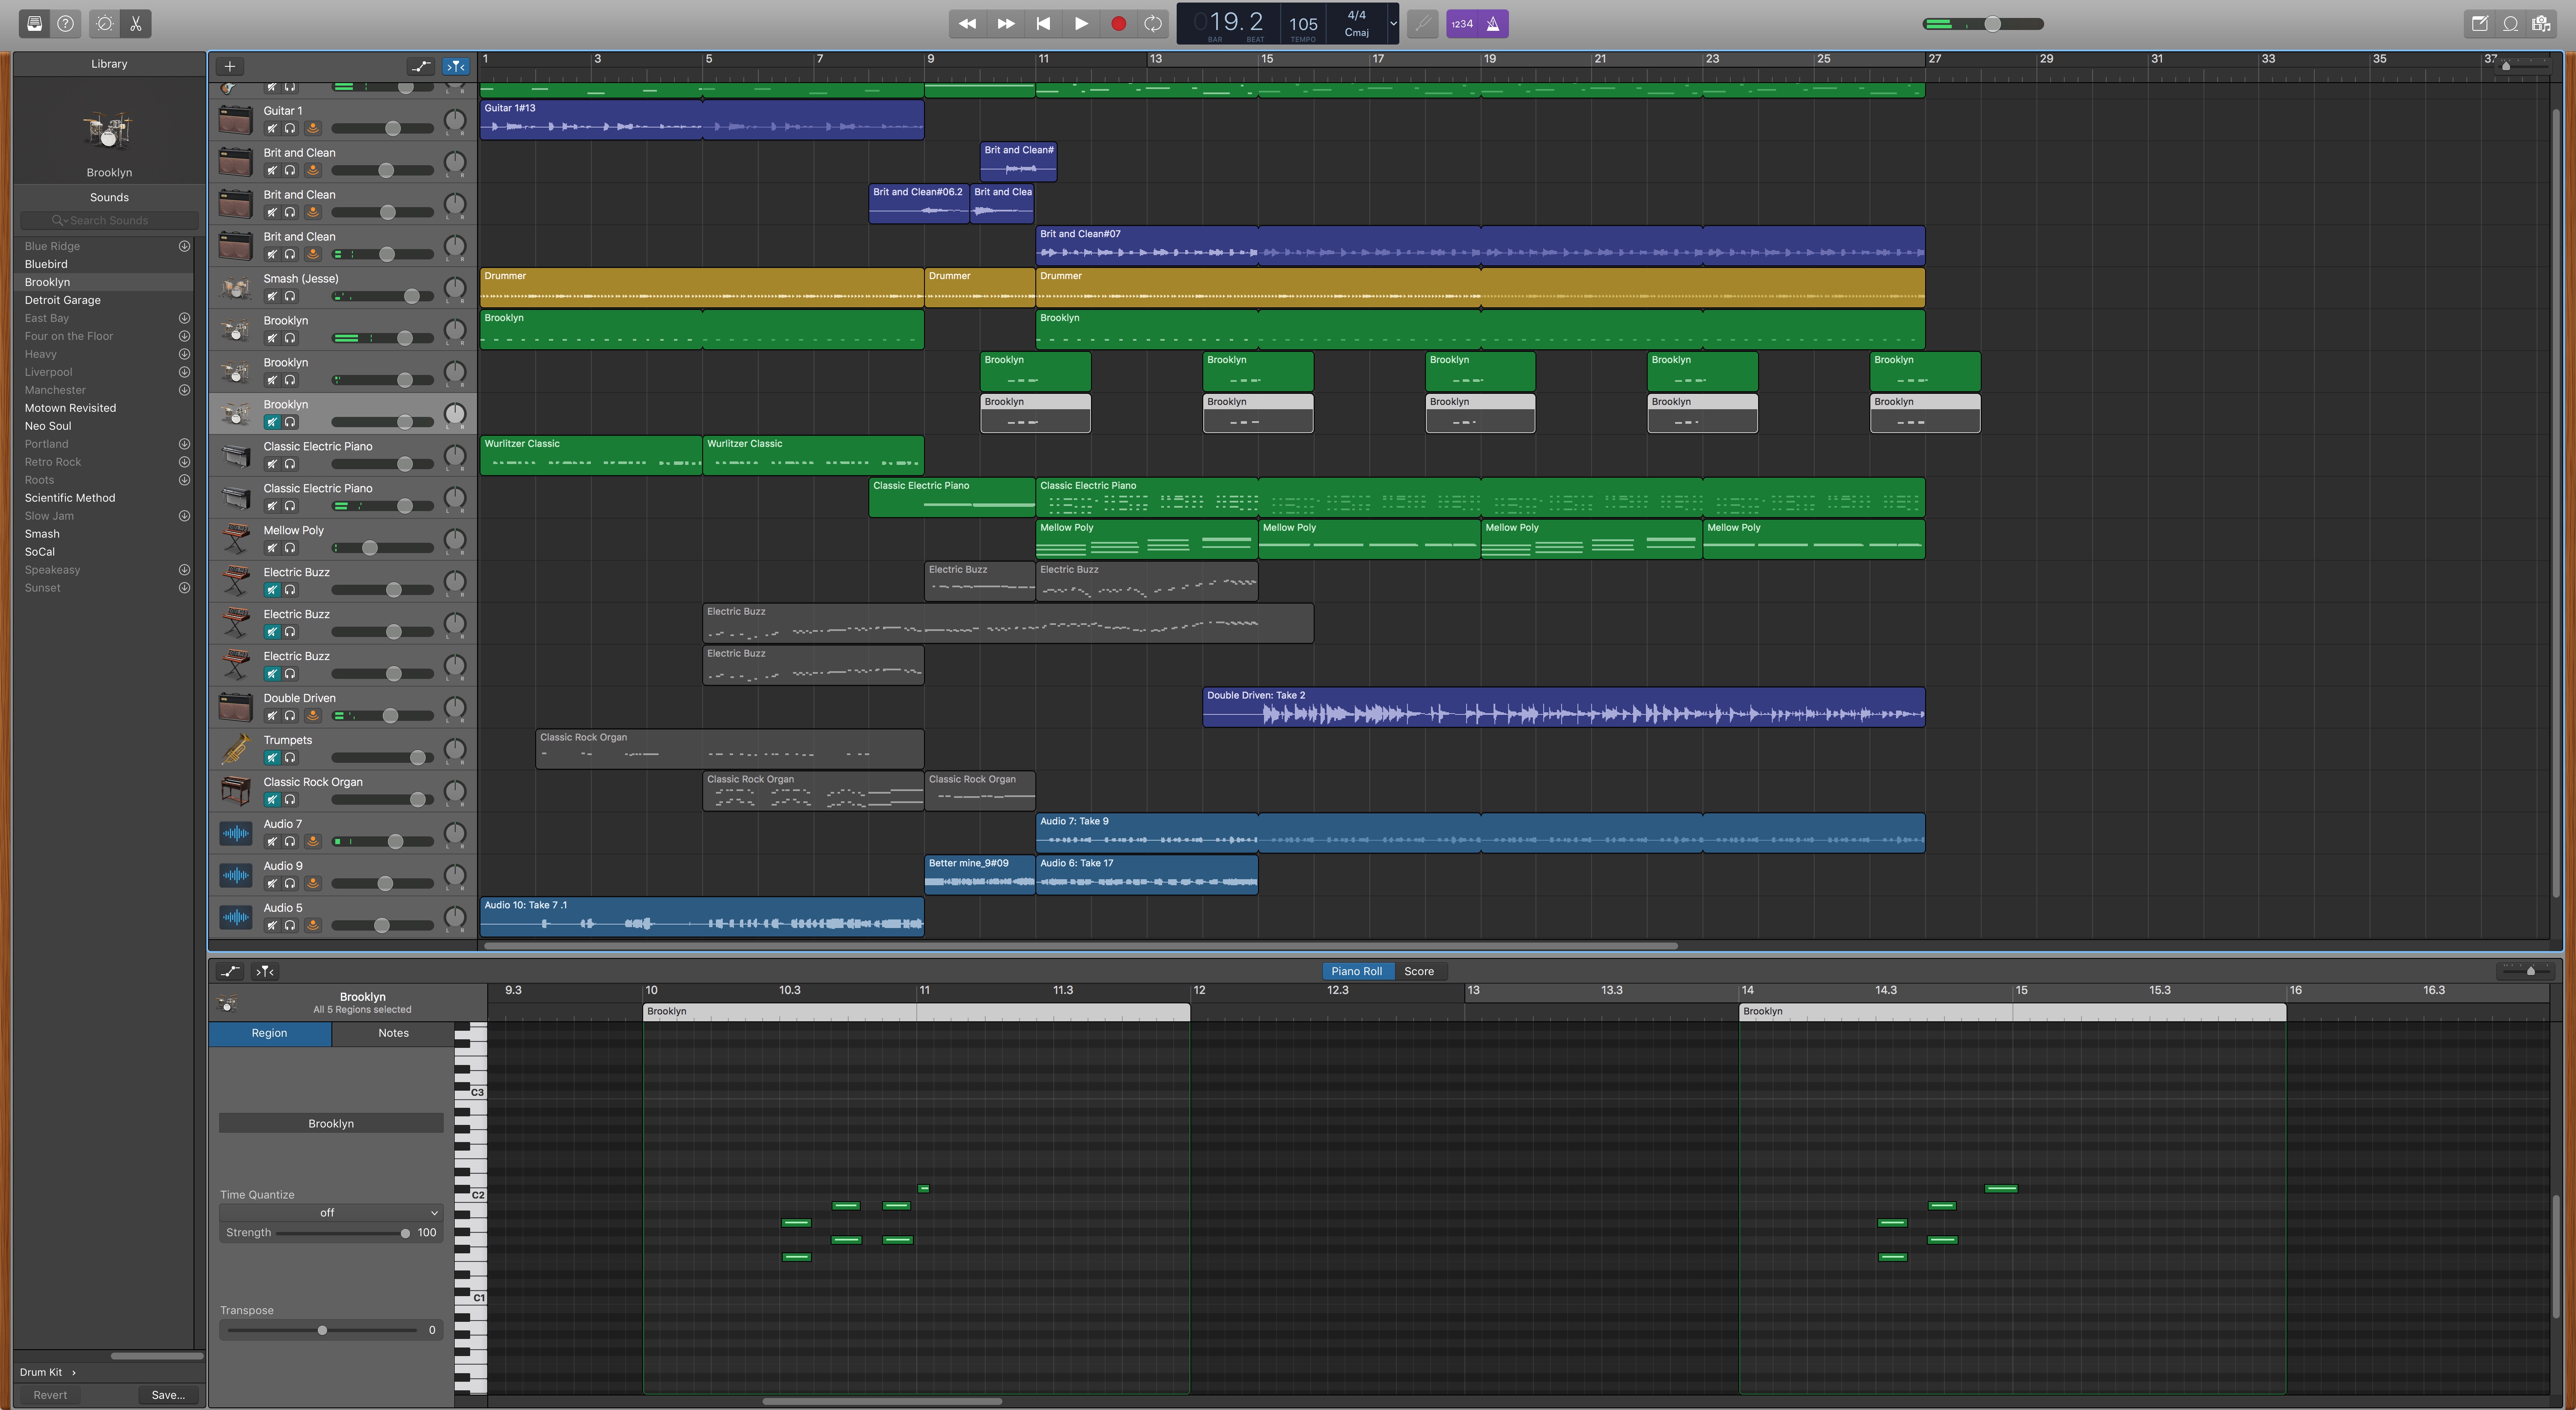 019.2
BAR
BEAT
105
TEMPO
4/4
Cmaj
1234
Library
Brooklyn
Sounds
Search Sounds
Blue Ridge
Bluebird
Brooklyn
Detroit Garage
East Bay
Four on the Floor
Heavy
Liverpool
Manchester
Motown Revisited
Neo Soul
Portland
Retro Rock
Roots
Scientific Method
Slow Jam
Smash
SoCal
Speakeasy
Sunset
Drum Kit
Revert
Save...
1 3 5 7 9 11 13 15 17 19 21 23 25 27 29 31 33 35 37
Guitar 1
L R
Guitar 1#13
Brit and Clean
L R
Brit and Clean#
Brit and Clean
L R
Brit and Clean#06.2
Brit and Clea
Brit and Clean
L R
Brit and Clean#07
Smash (Jesse)
L R
Drummer
Drummer
Drummer
Brooklyn
L R
Brooklyn
Brooklyn
Brooklyn
L R
Brooklyn
Brooklyn
Brooklyn
Brooklyn
Brooklyn
Brooklyn
L R
Brooklyn
Brooklyn
Brooklyn
Brooklyn
Brooklyn
Classic Electric Piano
L R
Wurlitzer Classic
Wurlitzer Classic
Classic Electric Piano
L R
Classic Electric Piano
Classic Electric Piano
Mellow Poly
L R
Mellow Poly
Mellow Poly
Mellow Poly
Mellow Poly
Electric Buzz
L R
Electric Buzz
Electric Buzz
Electric Buzz
L R
Electric Buzz
Electric Buzz
L R
Electric Buzz
Double Driven
L R
Double Driven: Take 2
Trumpets
L R
Classic Rock Organ
Classic Rock Organ
L R
Classic Rock Organ
Classic Rock Organ
Audio 7
L R
Audio 7: Take 9
Audio 9
L R
Better mine_9#09
Audio 6: Take 17
Audio 5
L R
Audio 10: Take 7 .1
Piano Roll
Score
Brooklyn
All 5 Regions selected
Region
Notes
Brooklyn
Time Quantize
off
Strength
100
Transpose
0
9.3 10 10.3 11 11.3 12 12.3 13 13.3 14 14.3 15 15.3 16 16.3
Brooklyn
Brooklyn
C3
C2
C1